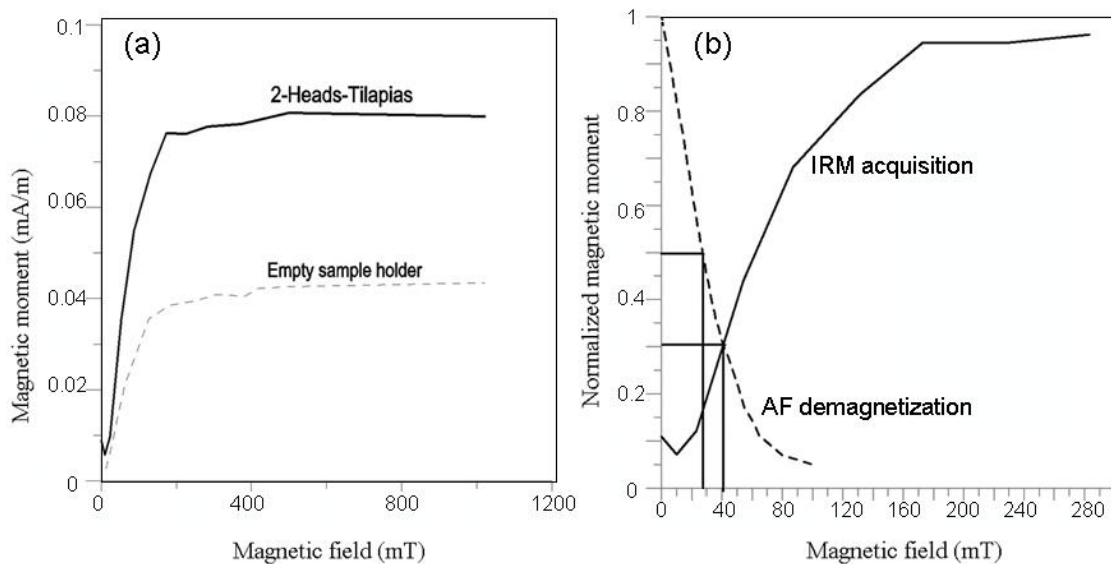 (a)
0.1
0.08
0.06
0.04
0.02
0
2-Heads-Tilapias
Empty sample holder
Magnetic moment (mA/m)
0
400
800
1200
Magnetic field (mT)
(b)
1
0.8
0.6
0.4
0.2
0
IRM acquisition
AF demagnetization
Normalized magnetic moment
0 40 80 120 160 200 240 280
Magnetic field (mT)